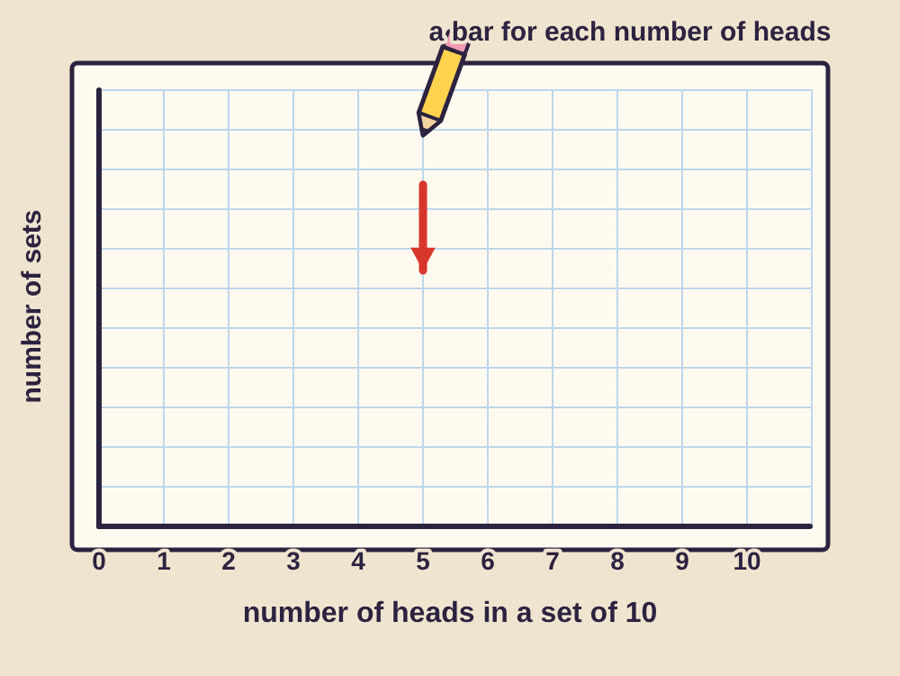 a bar for each number of heads
number of sets
0 1 2 3 4 5 6 7 8 9 10
number of heads in a set of 10